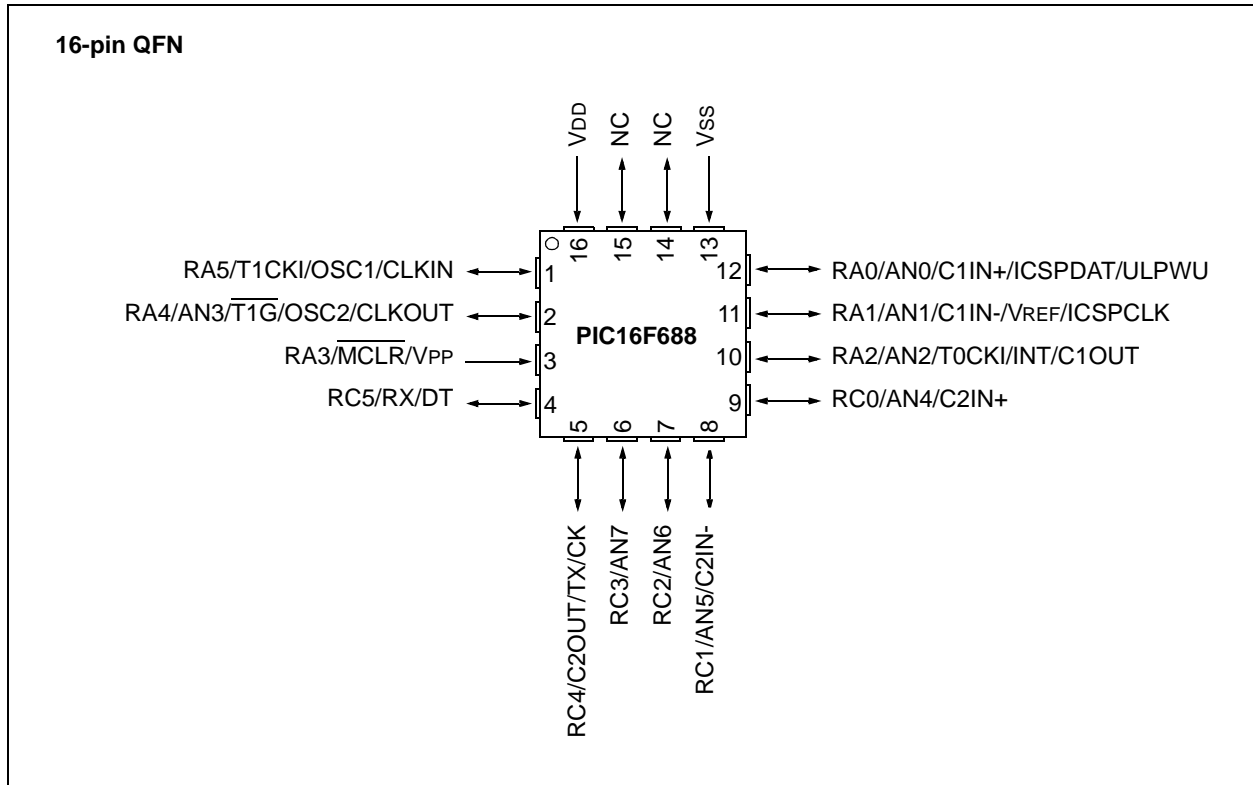 16-pin QFN
VDD
NC
NC
VSS
16
15
14
13
RA5/T1CKI/OSC1/CLKIN
1
12
RA0/AN0/C1IN+/ICSPDAT/ULPWU
RA4/AN3/T1G/OSC2/CLKOUT
2
11
RA1/AN1/C1IN-/VREF/ICSPCLK
PIC16F688
RA3/MCLR/VPP
3
10
RA2/AN2/T0CKI/INT/C1OUT
RC5/RX/DT
4
9
RC0/AN4/C2IN+
5
6
7
8
RC4/C2OUT/TX/CK
RC3/AN7
RC2/AN6
RC1/AN5/C2IN-